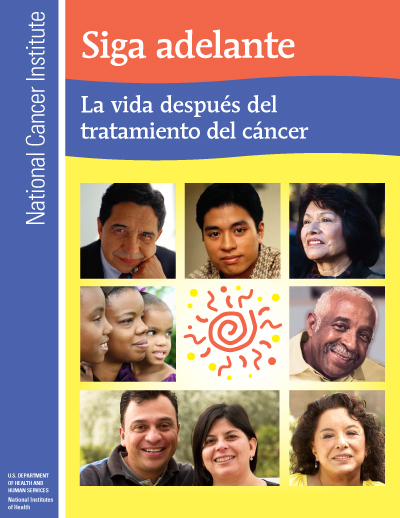 National Cancer Institute
Siga adelante
La vida después del
tratamiento del cáncer
U.S. DEPARTMENT
OF HEALTH AND
HUMAN SERVICES
National Institutes
of Health